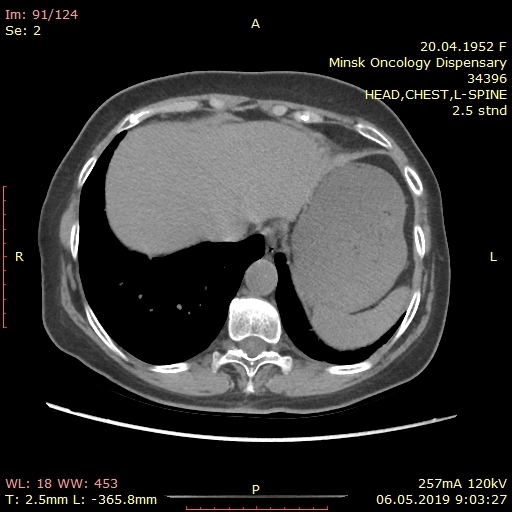 Im: 91/124
Se: 2
A
20.04.1952 F
Minsk Oncology Dispensary
34396
HEAD,CHEST,L-SPINE
2.5 stnd
R
L
WL: 18 WW: 453
T: 2.5mm L: -365.8mm
P
257mA 120kV
06.05.2019 9:03:27